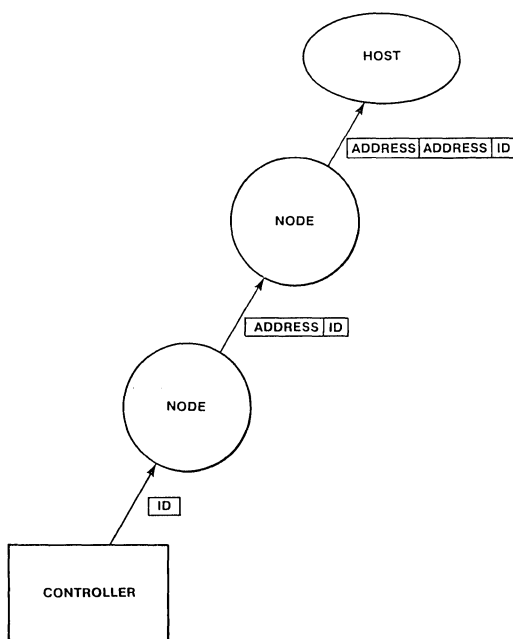 HOST
ADDRESS ADDRESS ID
NODE
ADDRESS ID
NODE
ID
CONTROLLER